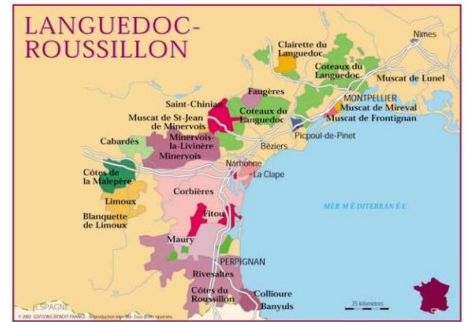 LANGUEDOC-
ROUSSILLON
Nimes
Clairette du
Languedoc
Coteaux du
Languedoc
Muscat de Lunel
Faugères
MONTPELLIER
Saint-Chinian
Coteaux du
Languedoc
Muscat de Mireval
Muscat de Frontignan
Muscat de St-Jean
de Minervois
Picpoul-de-Pinet
Minervois-
la-Livinère
Minervois
Cabardès
Béziers
Narbonne
La Clape
Côtes de
la Malepère
Corbières
Limoux
MER MÉDITERANÉE
Blanquette
de Limoux
Fitou
Maury
PERPIGNAN
Rivesaltes
Côtes du
Roussillon
Collioure
Banyuls
25 kilomètres
ESPAGNE